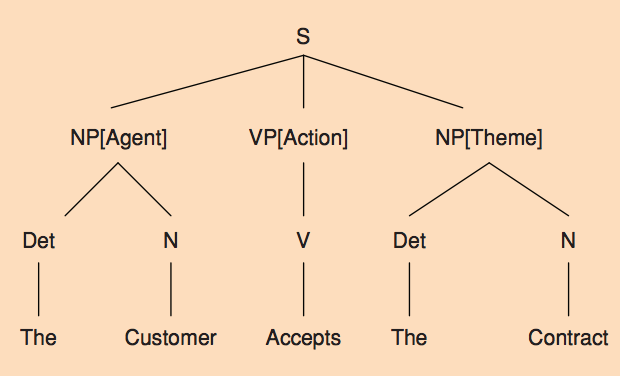 S
NP[Agent] VP[Action] NP[Theme]
Det N V Det N
The Customer Accepts The Contract